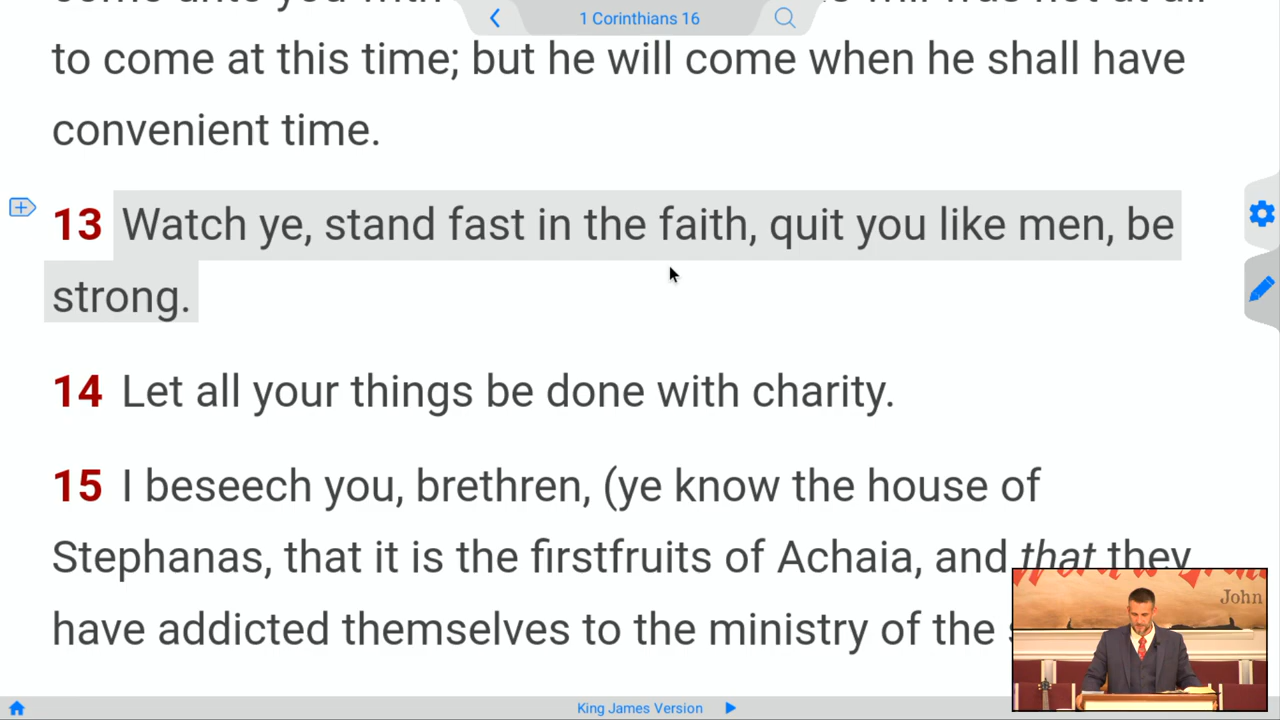 1 Corinthians 16
to come at this time; but he will come when he shall have
convenient time.
13 Watch ye, stand fast in the faith, quit you like men, be
strong.
14 Let all your things be done with charity.
15 I beseech you, brethren, (ye know the house of
Stephanas, that it is the firstfruits of Achaia, and that they
have addicted themselves to the ministry of the
John
King James Version